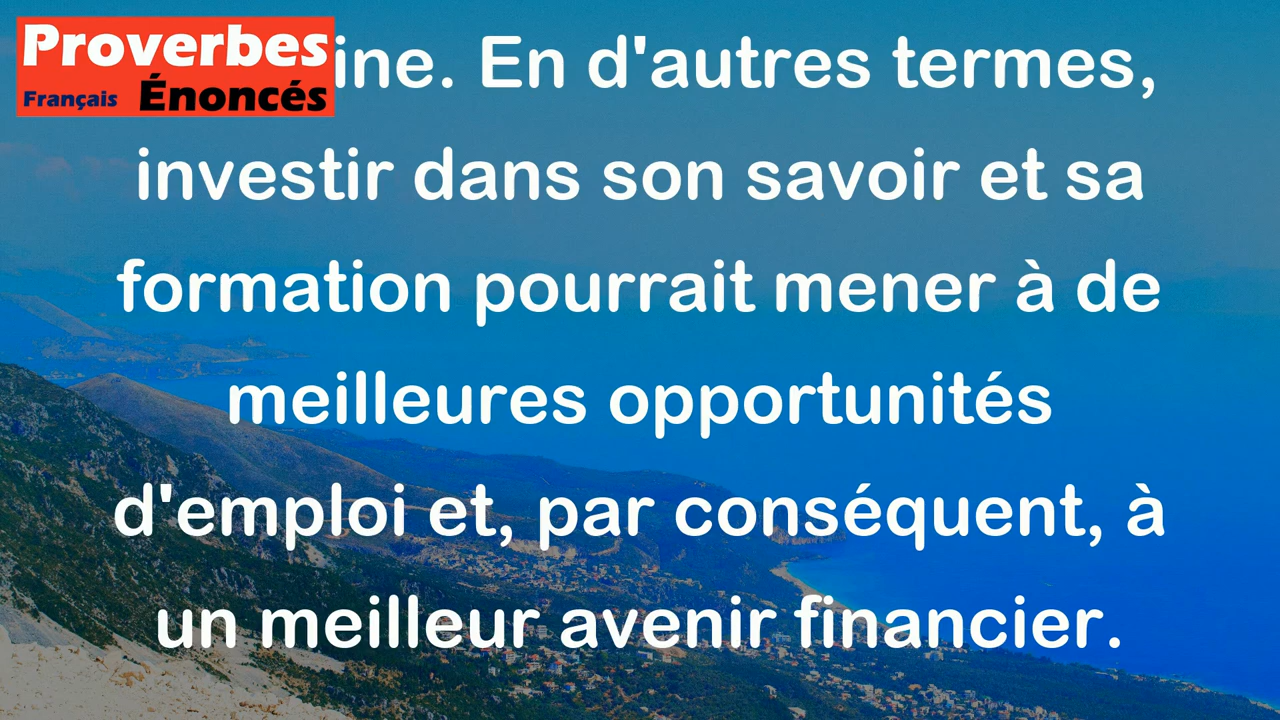 Proverbes
Français Énoncés
ine. En d'autres termes,
investir dans son savoir et sa
formation pourrait mener à de
meilleures opportunités
d'emploi et, par conséquent, à
un meilleur avenir financier.